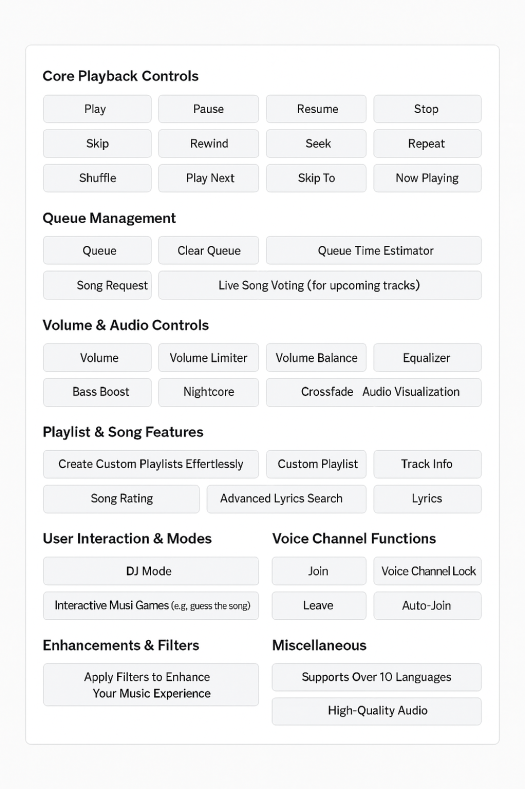 Core Playback Controls
Play Pause Resume Stop
Skip Rewind Seek Repeat
Shuffle Play Next Skip To Now Playing
Queue Management
Queue Clear Queue Queue Time Estimator
Song Request Live Song Voting (for upcoming tracks)
Volume & Audio Controls
Volume Volume Limiter Volume Balance Equalizer
Bass Boost Nightcore Crossfade Audio Visualization
Playlist & Song Features
Create Custom Playlists Effortlessly Custom Playlist Track Info
Song Rating Advanced Lyrics Search Lyrics
User Interaction & Modes
DJ Mode
Interactive Musi Games (e.g, guess the song)
Voice Channel Functions
Join Voice Channel Lock
Leave Auto-Join
Enhancements & Filters
Apply Filters to Enhance
Your Music Experience
Miscellaneous
Supports Over 10 Languages
High-Quality Audio